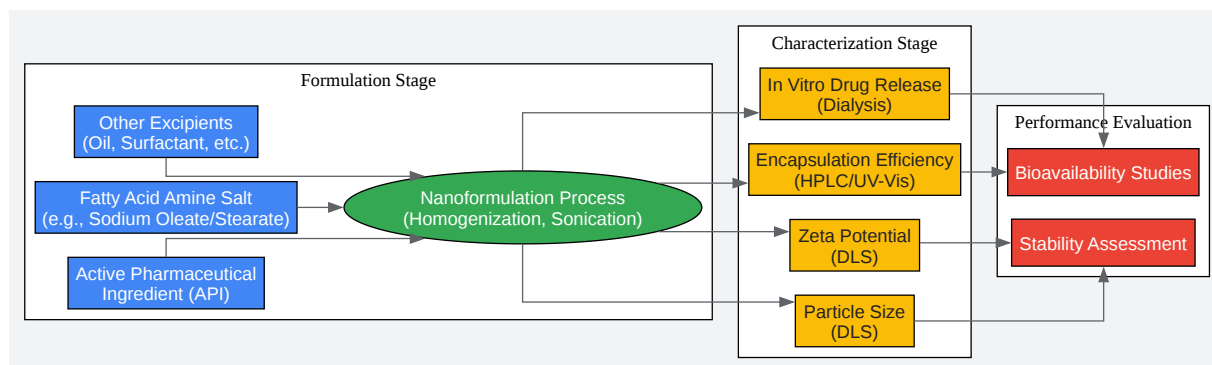 Formulation Stage
Other Excipients
(Oil, Surfactant, etc.)
Fatty Acid Amine Salt
(e.g., Sodium Oleate/Stearate)
Active Pharmaceutical
Ingredient (API)
Nanoformulation Process
(Homogenization, Sonication)
Characterization Stage
In Vitro Drug Release
(Dialysis)
Encapsulation Efficiency
(HPLC/UV-Vis)
Zeta Potential
(DLS)
Particle Size
(DLS)
Performance Evaluation
Bioavailability Studies
Stability Assessment